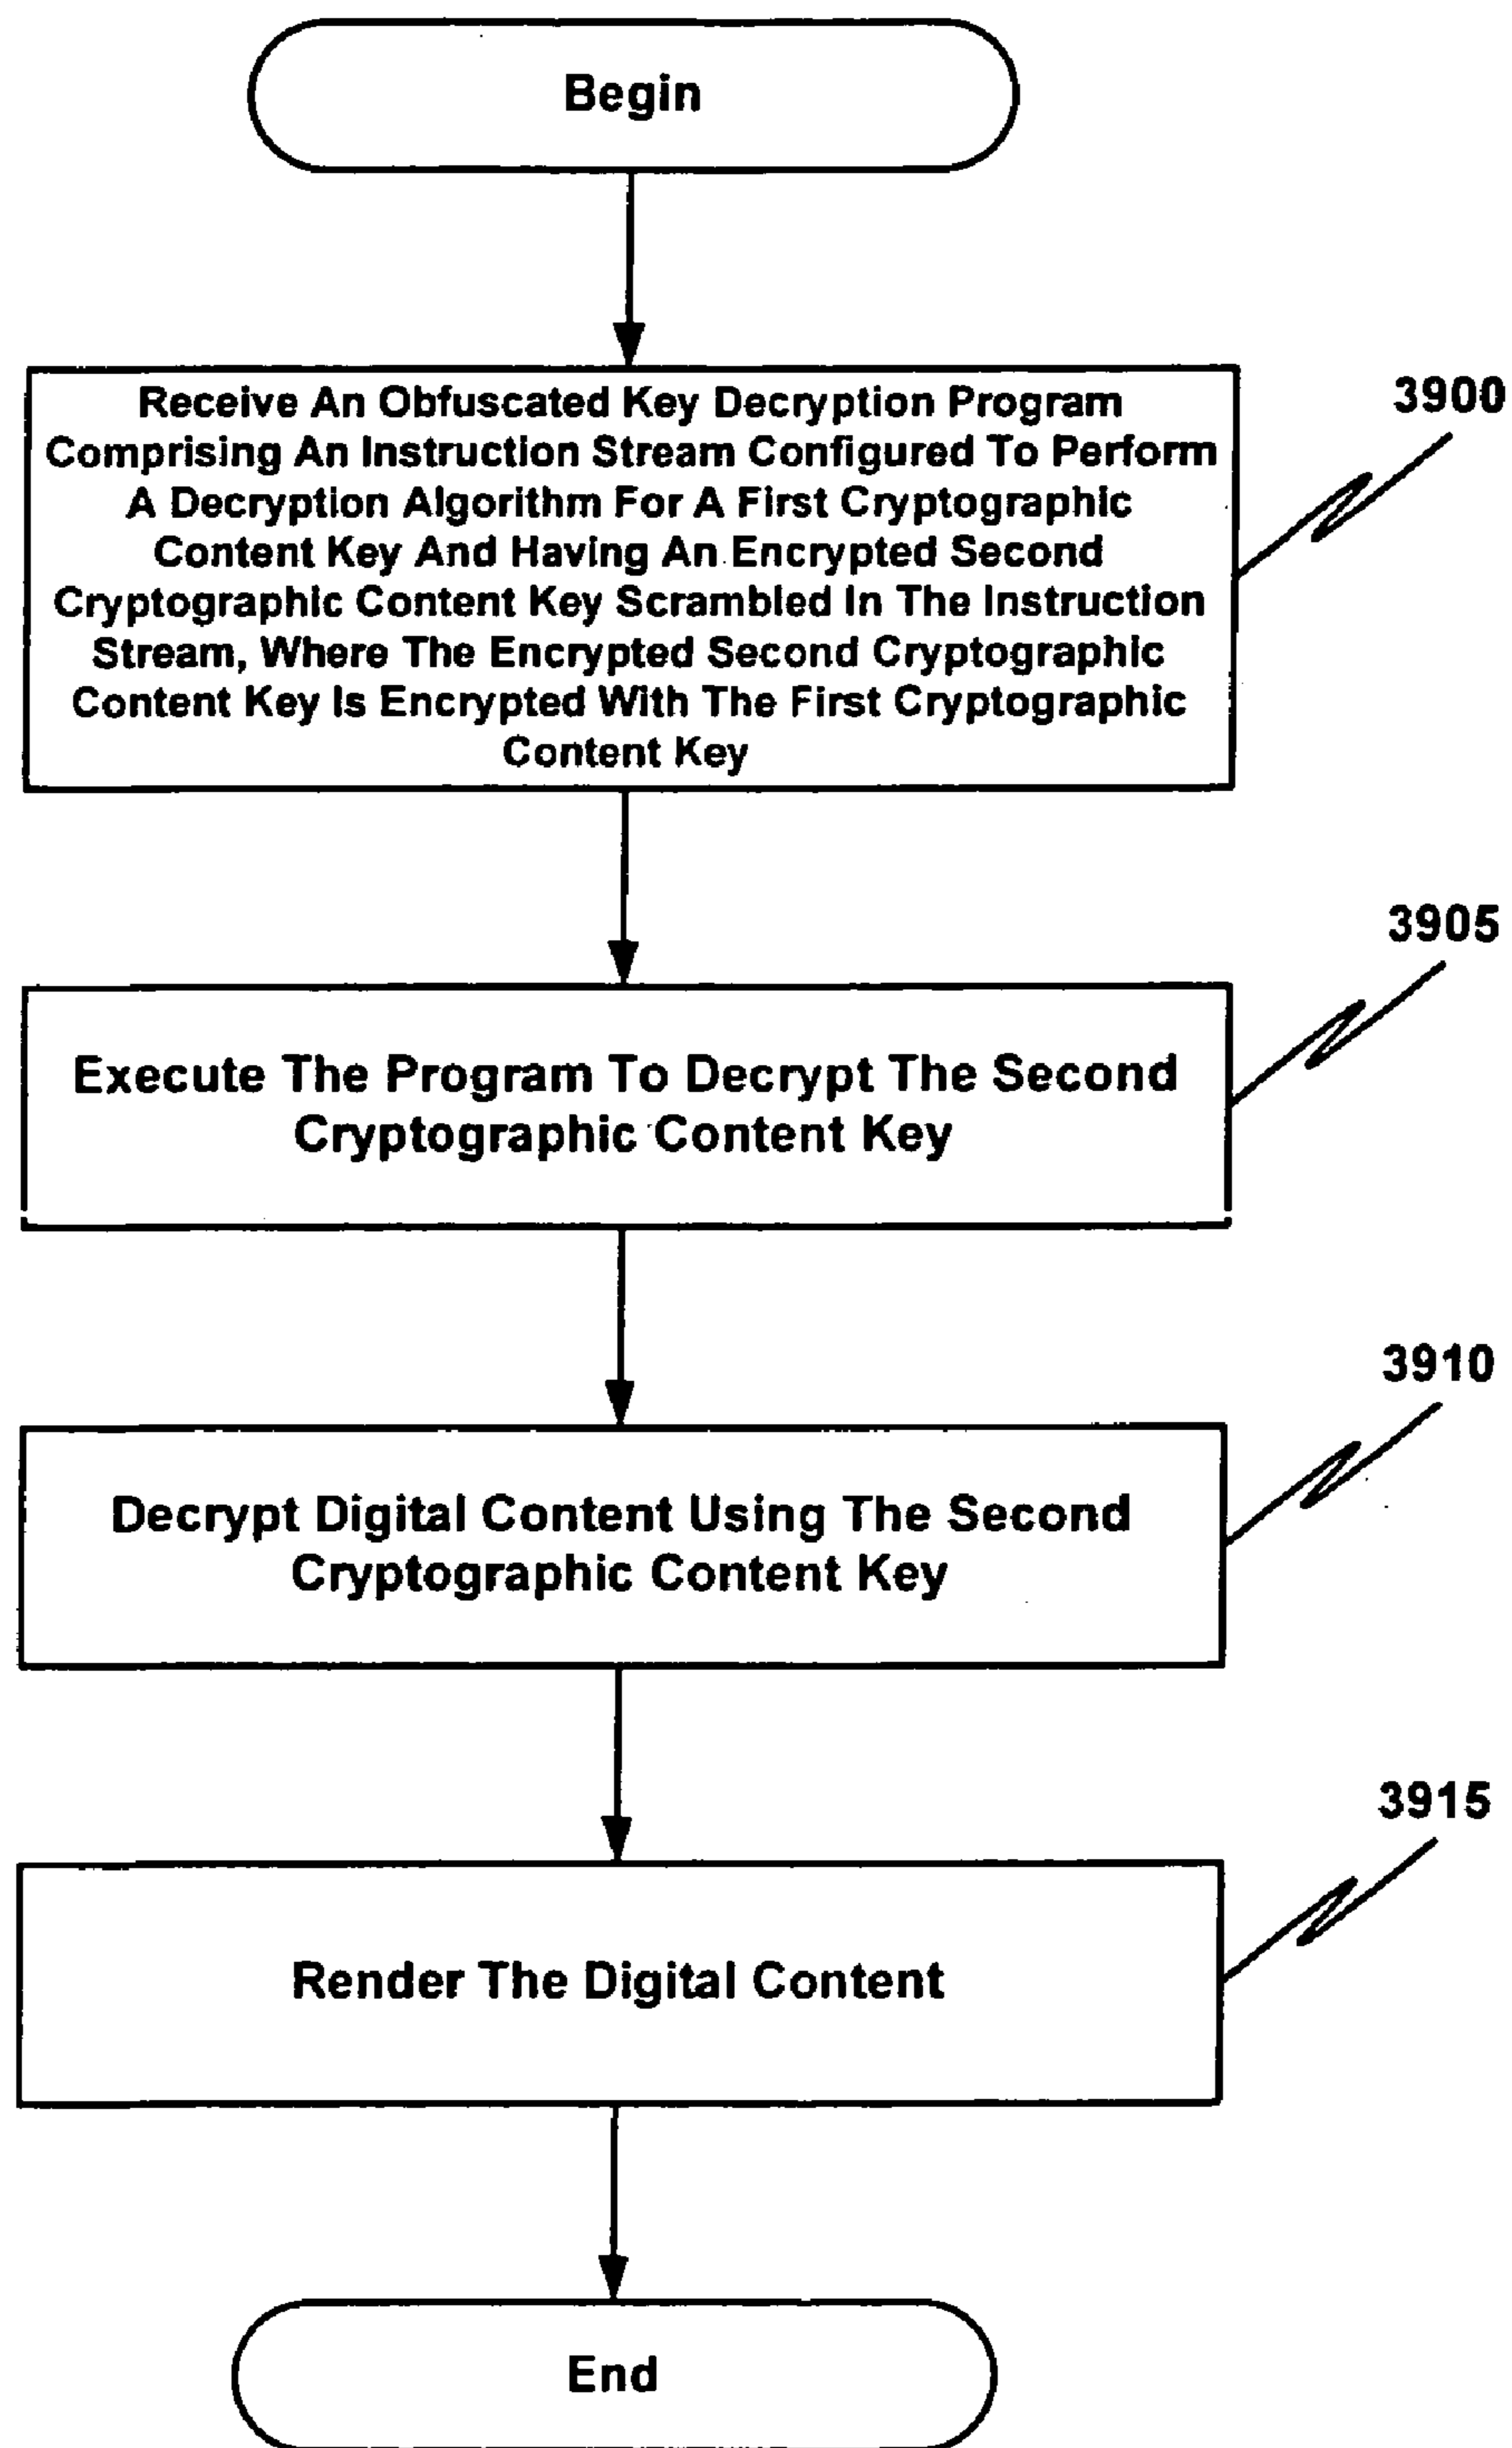 Begin
Receive An Obfuscated Key Decryption Program
Comprising An Instruction Stream Configured To Perform
A Decryption Algorithm For A First Cryptographic
Content Key And Having An Encrypted Second
Cryptographic Content Key Scrambled In The Instruction
Stream, Where The Encrypted Second Cryptographic
Content Key Is Encrypted With The First Cryptographic
Content Key
3900
3905
Execute The Program To Decrypt The Second
Cryptographic Content Key
3910
Decrypt Digital Content Using The Second
Cryptographic Content Key
3915
Render The Digital Content
End